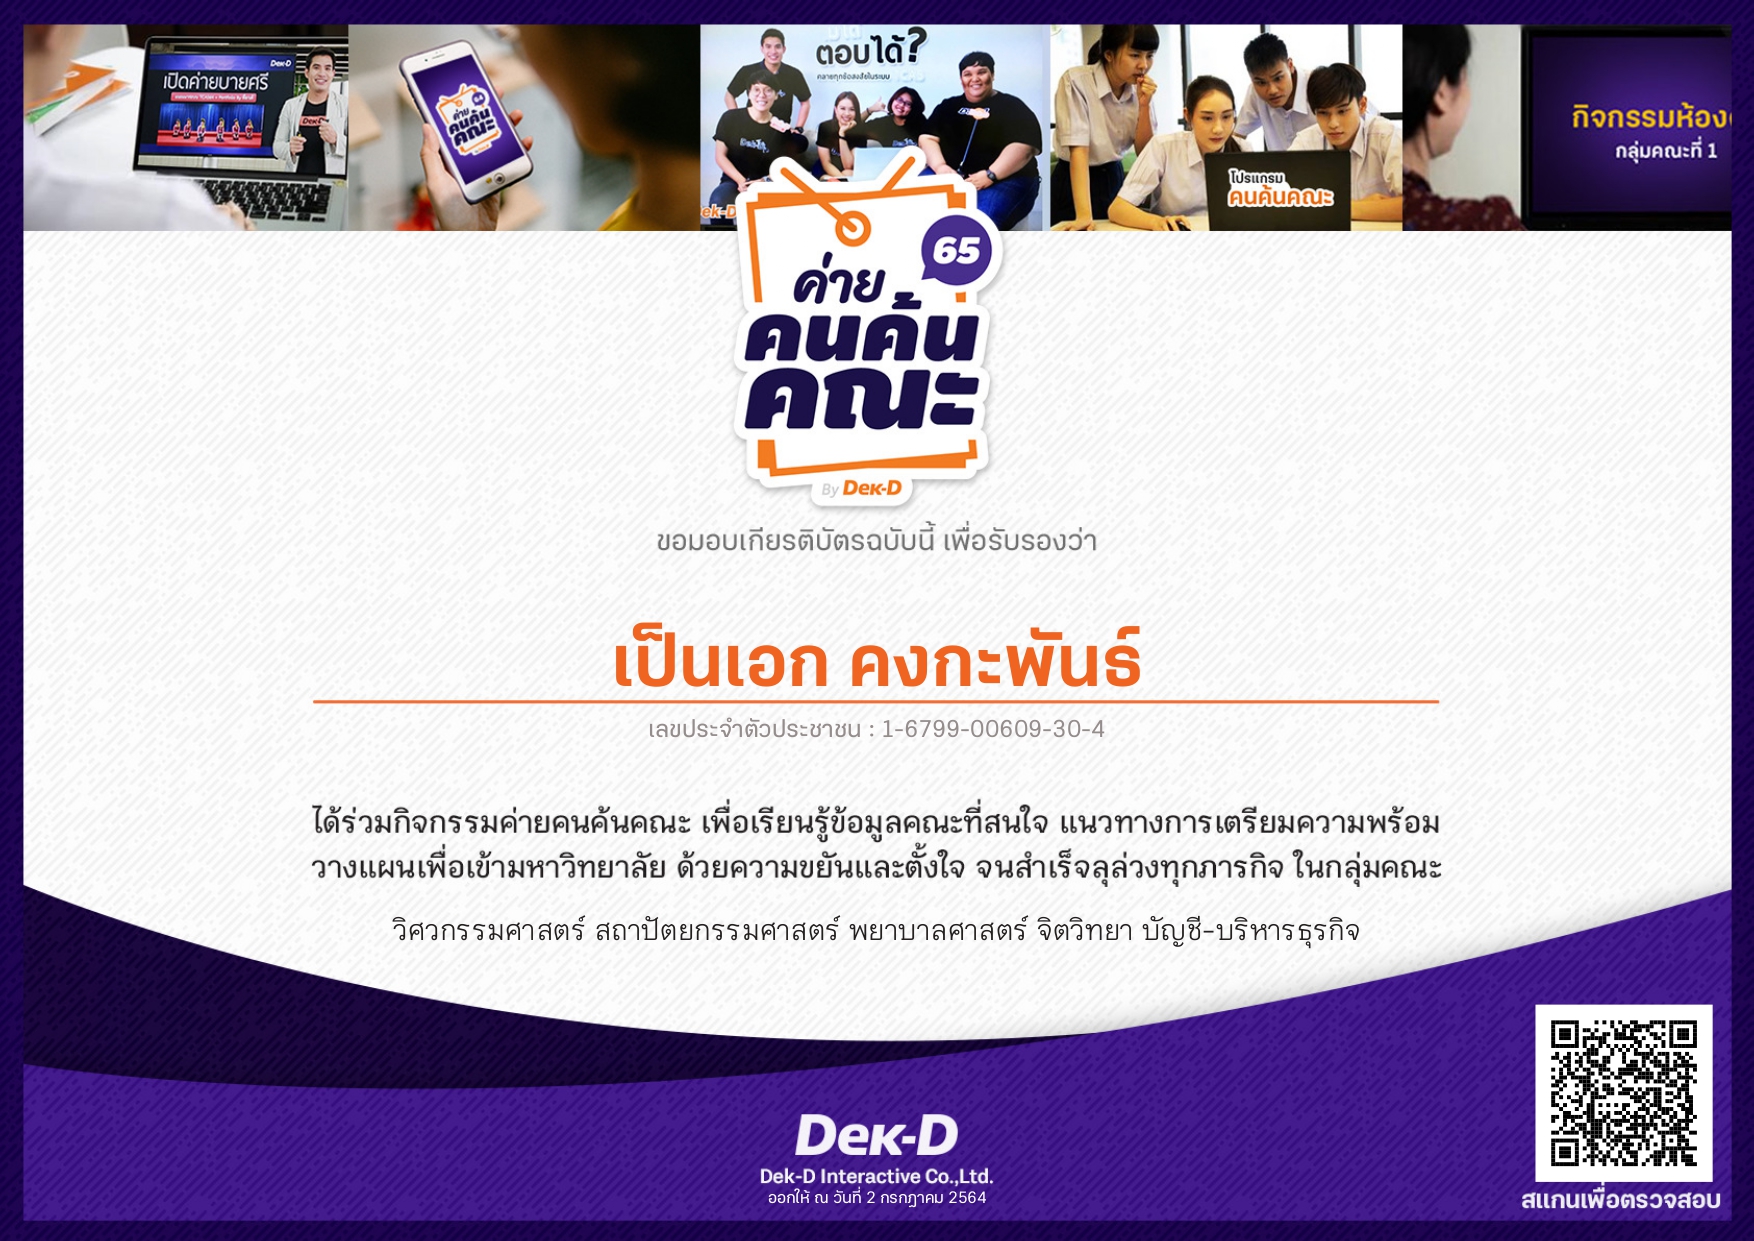 Dek-D
เปิดค่ายบายศรี
ค่าย
คนค้น
คณะ
ตอบได้?
กิจกรรมห้อง
กลุ่มคณะที่ 1
โปรแกรม
คนค้นคณะ
65
ค่าย
คนค้น
คณะ
By Dek-D
ขอมอบเกียรติบัตรฉบับนี้ เพื่อรับรองว่า
เป็นเอก คงกะพันธ์
เลขประจำตัวประชาชน : 1-6799-00609-30-4
ได้ร่วมกิจกรรมค่ายคนค้นคณะ เพื่อเรียนรู้ข้อมูลคณะที่สนใจ แนวทางการเตรียมความพร้อม
วางแผนเพื่อเข้ามหาวิทยาลัย ด้วยความขยันและตั้งใจ จนสำเร็จลุล่วงทุกภารกิจ ในกลุ่มคณะ
วิศวกรรมศาสตร์ สถาปัตยกรรมศาสตร์ พยาบาลศาสตร์ จิตวิทยา บัญชี-บริหารธุรกิจ
Dek-D
Dek-D Interactive Co.,Ltd.
ออกให้ ณ วันที่ 2 กรกฎาคม 2564
สแกนเพื่อตรวจสอบ